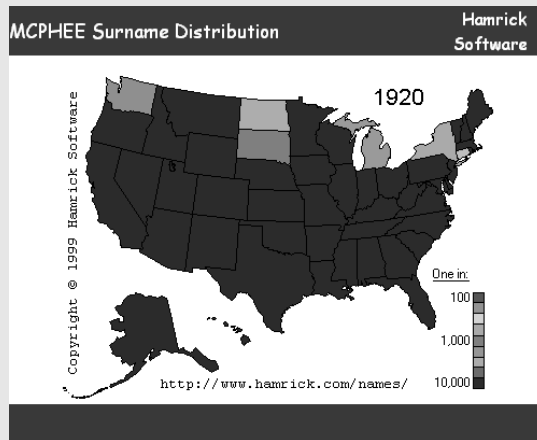 MCPHEE Surname Distribution
Hamrick
Software
1920
Copyright © 1999 Hamrick Software
One in:
100
1,000
10,000
http://www.hamrick.com/names/